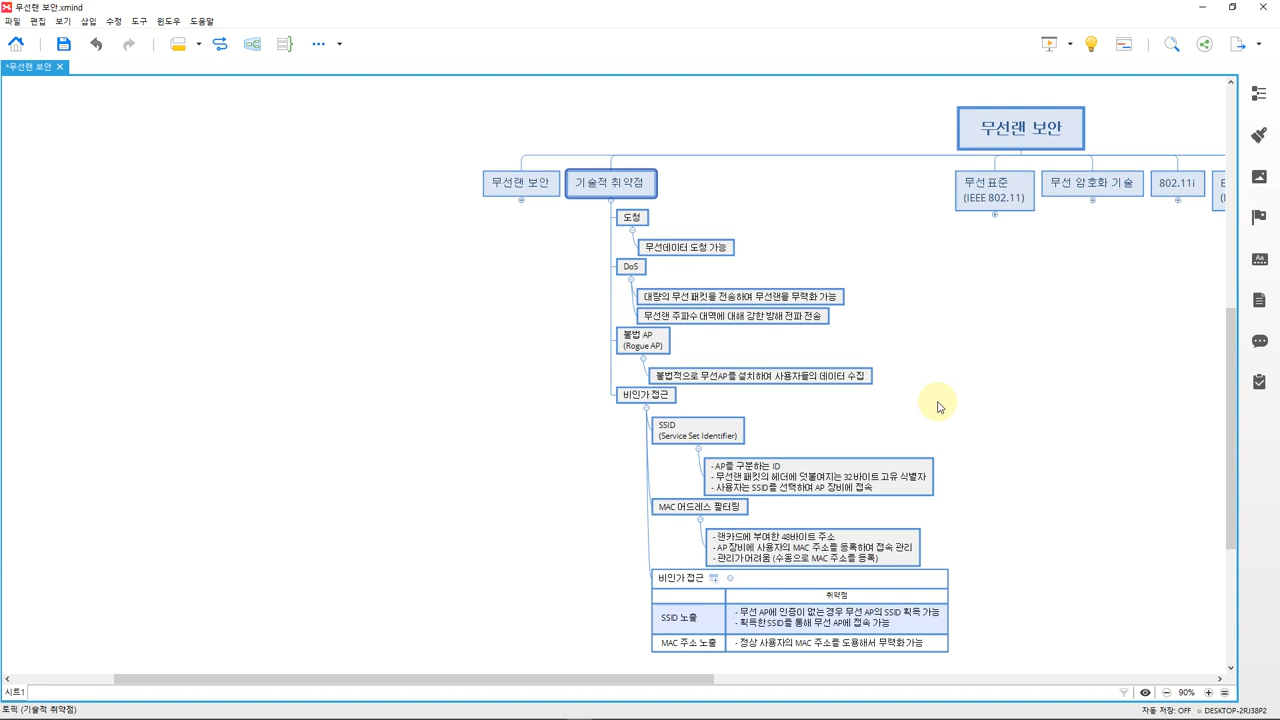 무선랜 보안.xmind
파일 편집 보기 삽입 수정 도구 윈도우 도움말
*무선랜 보안
무선랜 보안
무선랜 보안
기술적 취약점
무선 표준
(IEEE 802.11)
무선 암호화 기술
802.11i
도청
무선데이터 도청 가능
DoS
대량의 무선 패킷을 전송하여 무선랜을 무력화 가능
무선랜 주파수 대역에 대해 강한 방해 전파 전송
불법 AP
(Rogue AP)
불법적으로 무선AP를 설치하여 사용자들의 데이터 수집
비인가 접근
SSID
(Service Set Identifier)
- AP를 구분하는 ID
- 무선랜 패킷의 헤더에 덧붙여지는 32바이트 고유 식별자
- 사용자는 SSID를 선택하여 AP 장비에 접속
MAC 어드레스 필터링
- 랜카드에 부여한 48바이트 주소
- AP 장비에 사용자의 MAC 주소를 등록하여 접속 관리
- 관리가 어려움 (수동으로 MAC 주소를 등록)
비인가 접근
취약점
SSID 노출
- 무선 AP에 인증이 없는 경우 무선 AP의 SSID 획득 가능
- 획득한 SSID를 통해 무선 AP에 접속 가능
MAC 주소 노출
- 정상 사용자의 MAC 주소를 도용해서 무력화 가능
시트1
90%
토픽 (기술적 취약점)
자동 저장: OFF
DESKTOP-2RJ38P2